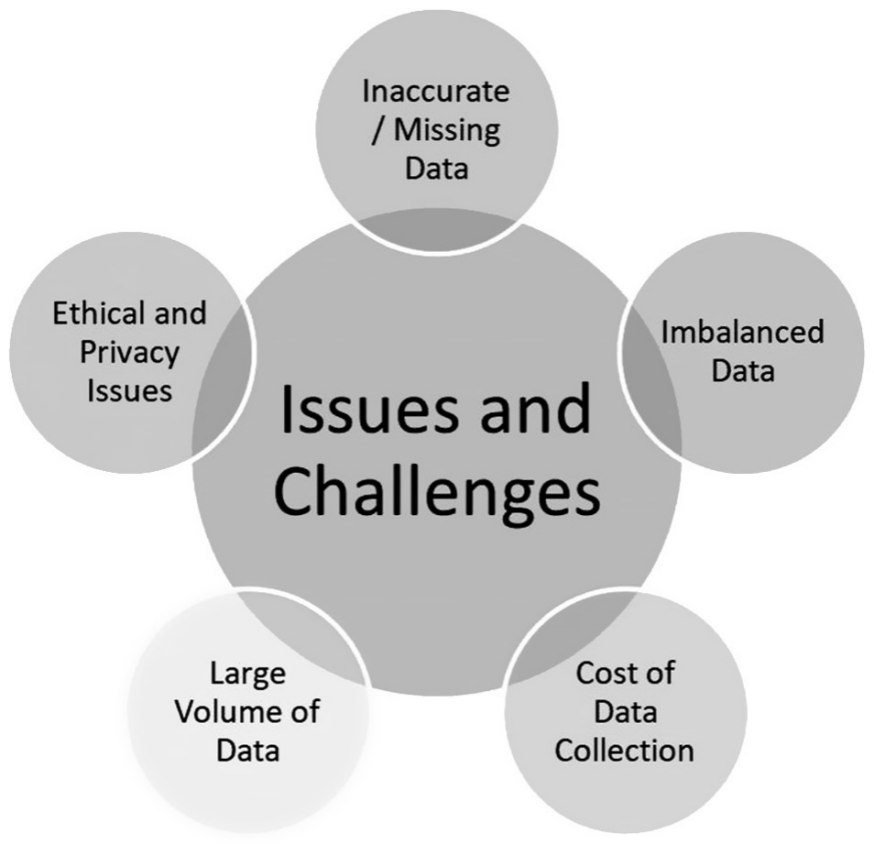 Inaccurate
/ Missing
Data
Ethical and
Privacy
Issues
Imbalanced
Data
Issues and
Challenges
Large
Volume of
Data
Cost of
Data
Collection